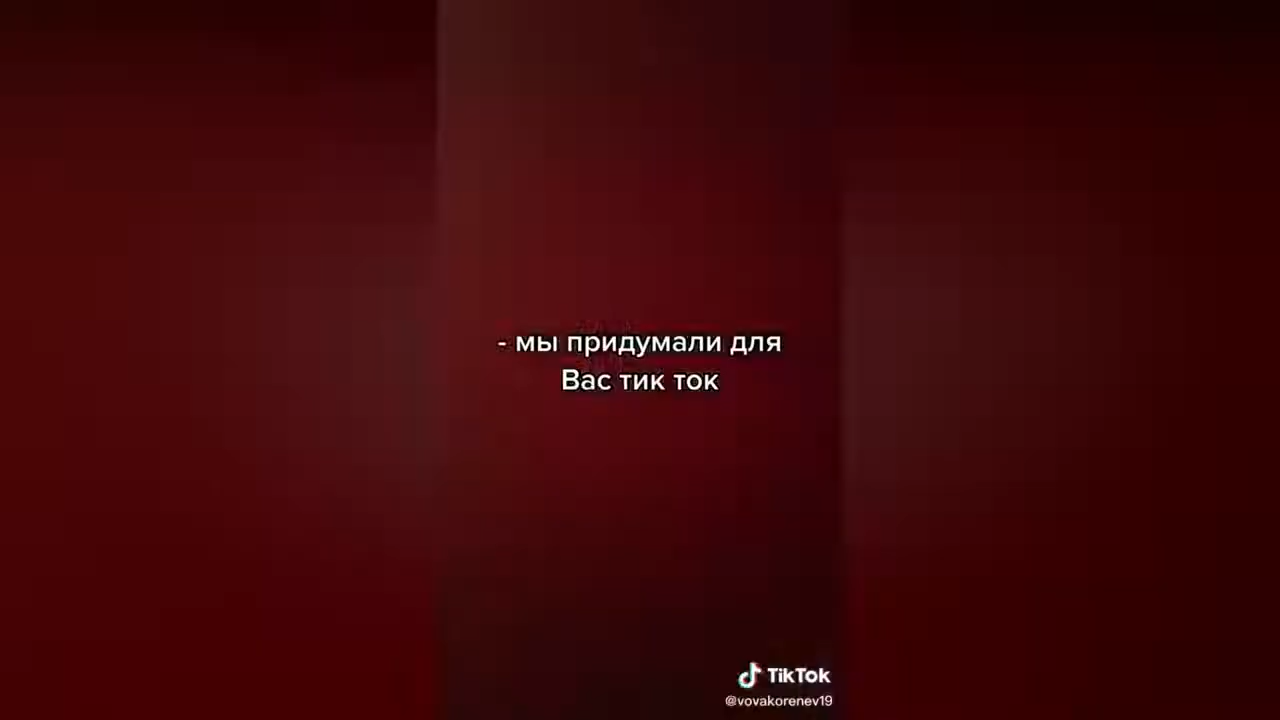 - мы придумали для
Вас тик ток
TikTok
@vovakorenev19